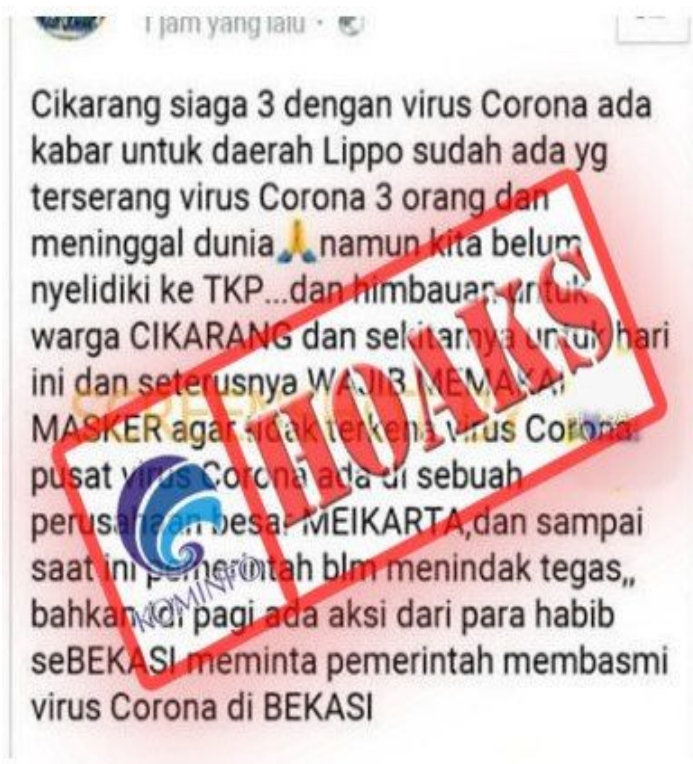 1 jam yang lalu
Cikarang siaga 3 dengan virus Corona ada
kabar untuk daerah Lippo sudah ada yg
terserang virus Corona 3 orang dan
meninggal dunia🙏namun kita belum
nyelidiki ke TKP...dan himbauan untuk
warga CIKARANG dan sekitarnya untuk hari
ini dan seterusnya WAJIB MEMAKAI
MASKER agar tidak terkena virus Corona.
pusat virus Corona ada di sebuah
perusahaan besar MEIKARTA,dan sampai
saat ini pemerintah blm menindak tegas,,
bahkan tdi pagi ada aksi dari para habib
seBEKASI meminta pemerintah membasmi
virus Corona di BEKASI
HOAKS
KOMINFO